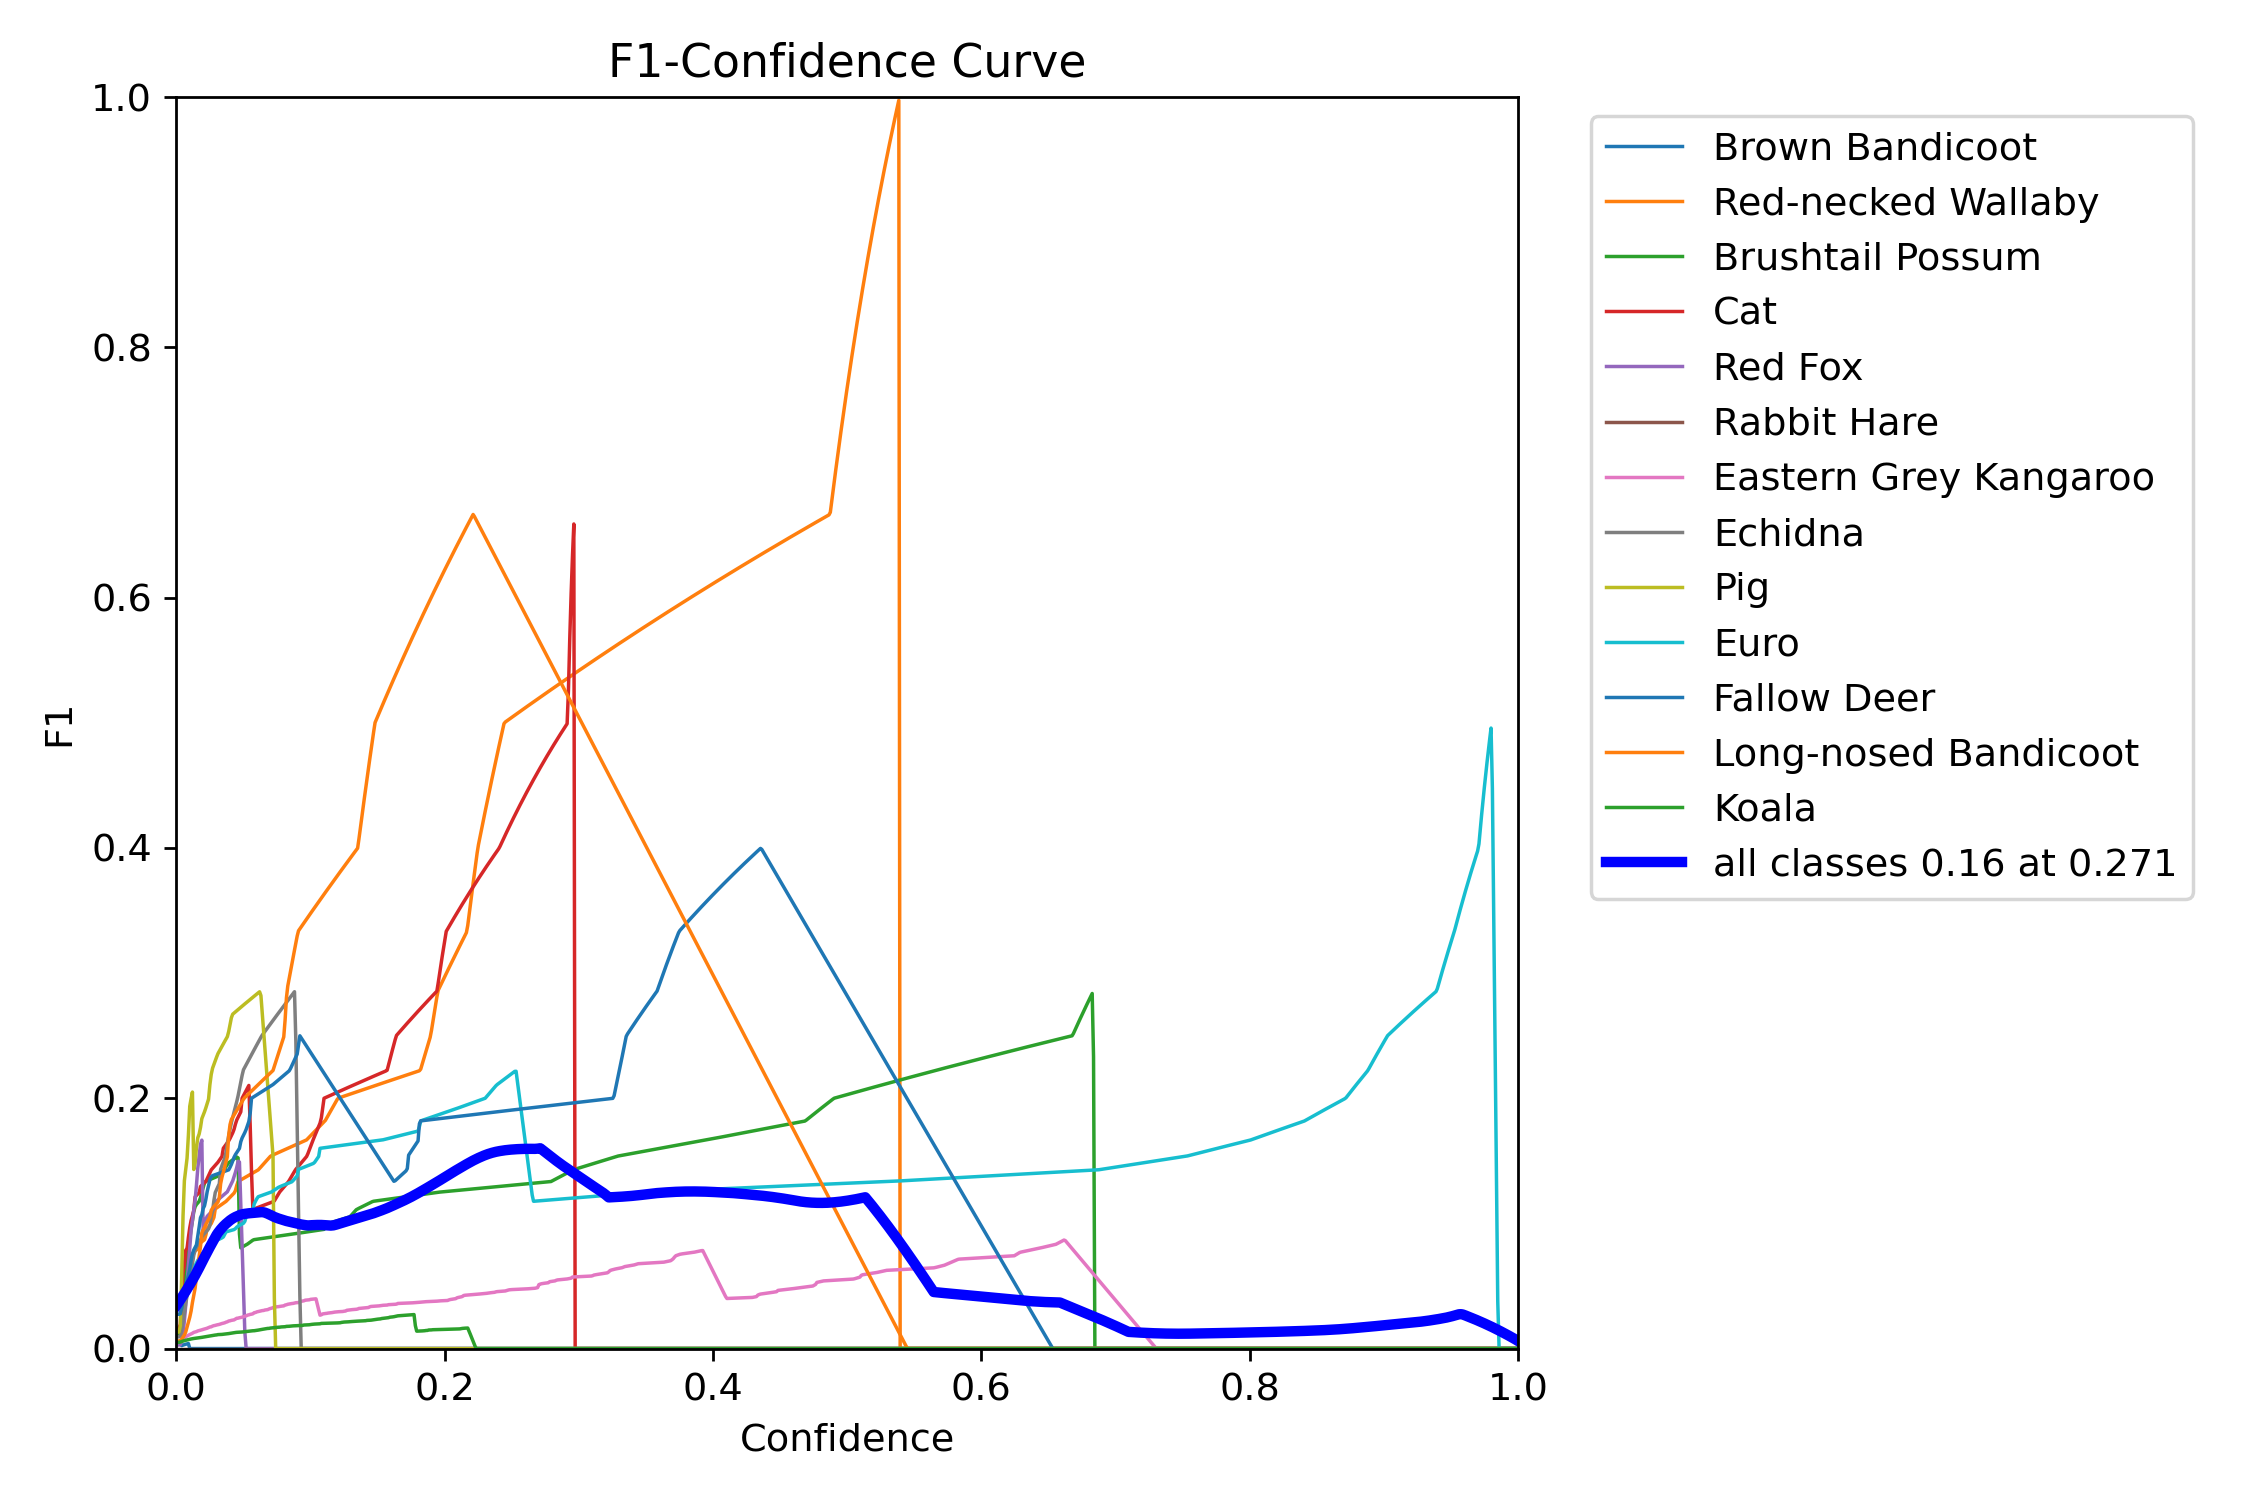 F1-Confidence Curve
1.0
0.8
0.6
0.4
0.2
0.0
F1
0.0 0.2 0.4 0.6 0.8 1.0
Confidence
Brown Bandicoot
Red-necked Wallaby
Brushtail Possum
Cat
Red Fox
Rabbit Hare
Eastern Grey Kangaroo
Echidna
Pig
Euro
Fallow Deer
Long-nosed Bandicoot
Koala
all classes 0.16 at 0.271